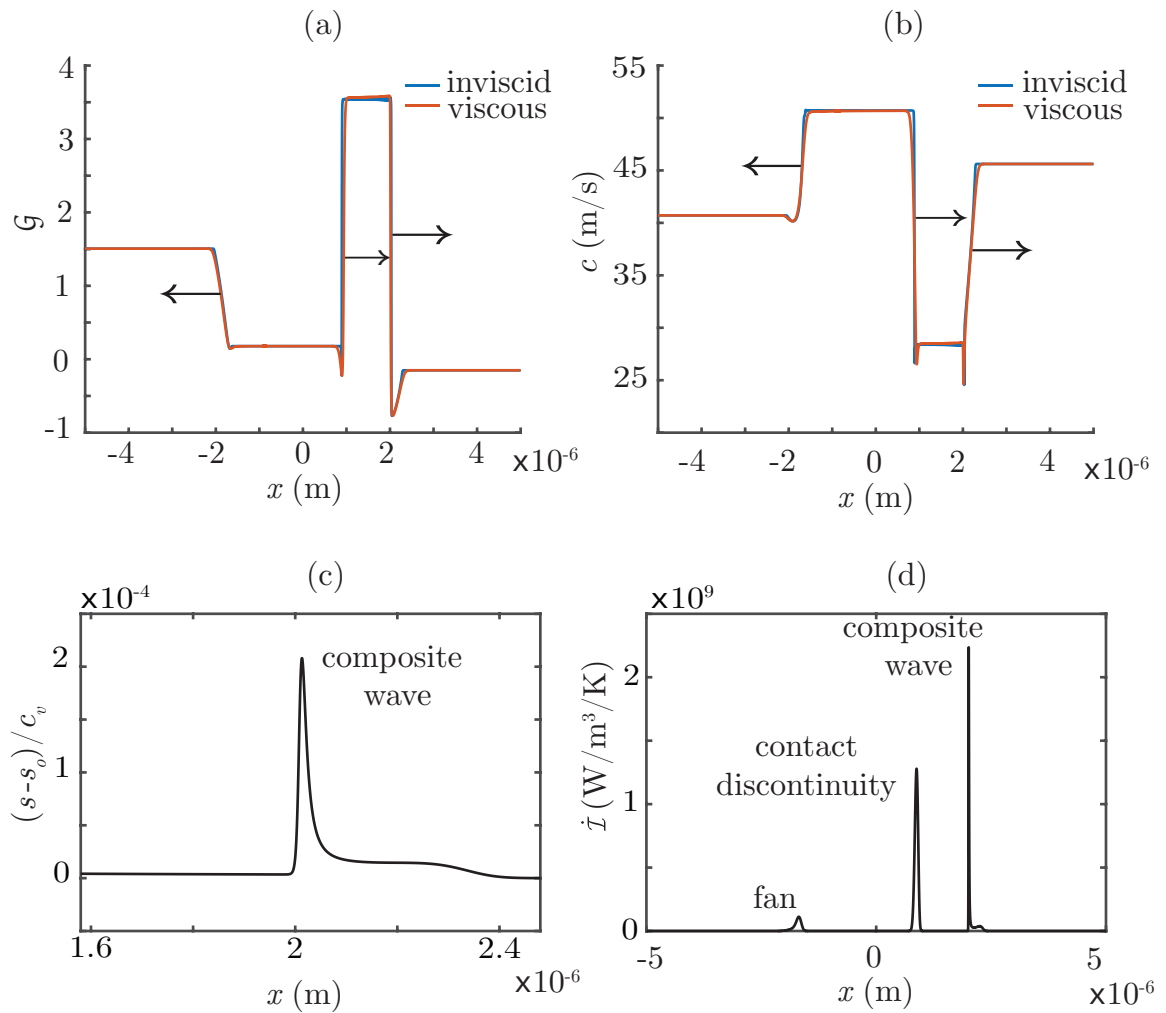 (a)
4
3
2
1
0
-1
𝒢
inviscid
viscous
-4
-2
0
2
4
x10⁻⁶
x (m)
(b)
55
45
35
25
c (m/s)
inviscid
viscous
-4
-2
0
2
4
x10⁻⁶
x (m)
(c)
x10⁻⁴
2
1
0
(s-sₒ)/cᵥ
composite
wave
1.6
2
2.4
x10⁻⁶
x (m)
(d)
x10⁹
2
1
0
İ (W/m³/K)
composite
wave
contact
discontinuity
fan
-5
0
5
x10⁻⁶
x (m)